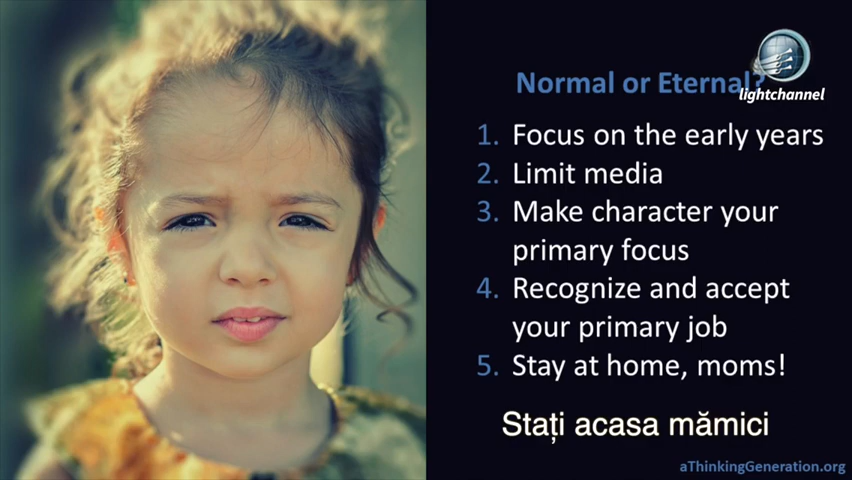 lightchannel
Normal or Eternal?
1. Focus on the early years
2. Limit media
3. Make character your
primary focus
4. Recognize and accept
your primary job
5. Stay at home, moms!
Stați acasa mămici
aThinkingGeneration.org